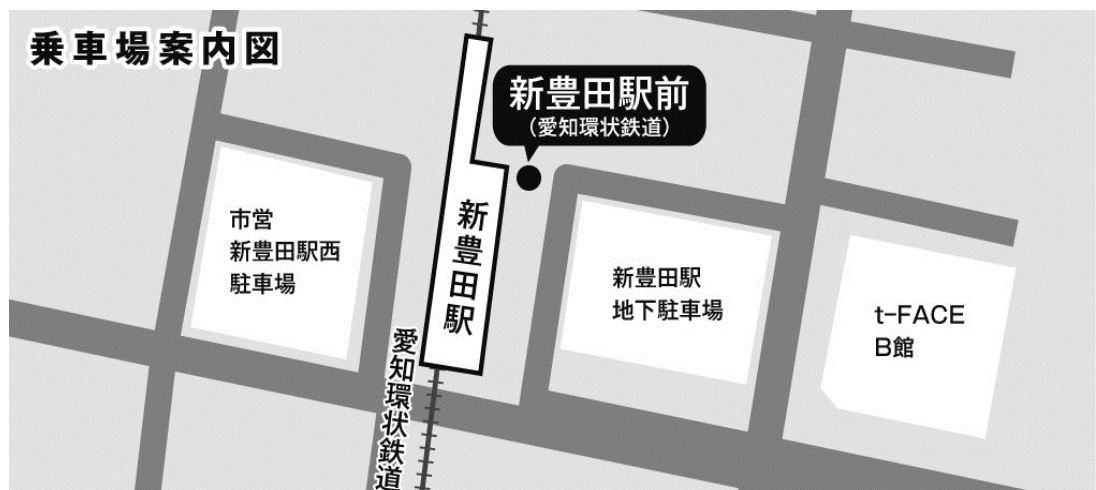 乗車場案内図
新豊田駅前
（愛知環状鉄道）
新豊田駅
市営
新豊田駅西
駐車場
新豊田駅
地下駐車場
t-FACE
B館
愛知環状鉄道